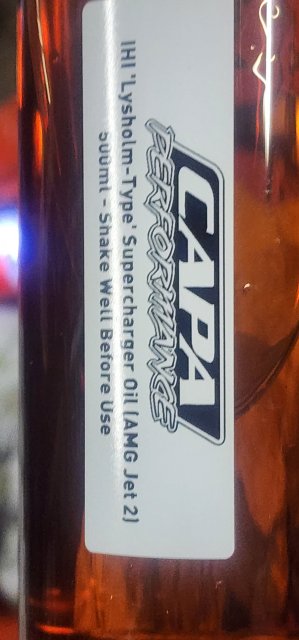 CAPA
PERFORMANCE
IHI 'Lysholm-Type' Supercharger Oil (AMG Jet 2)
500ml - Shake Well Before Use